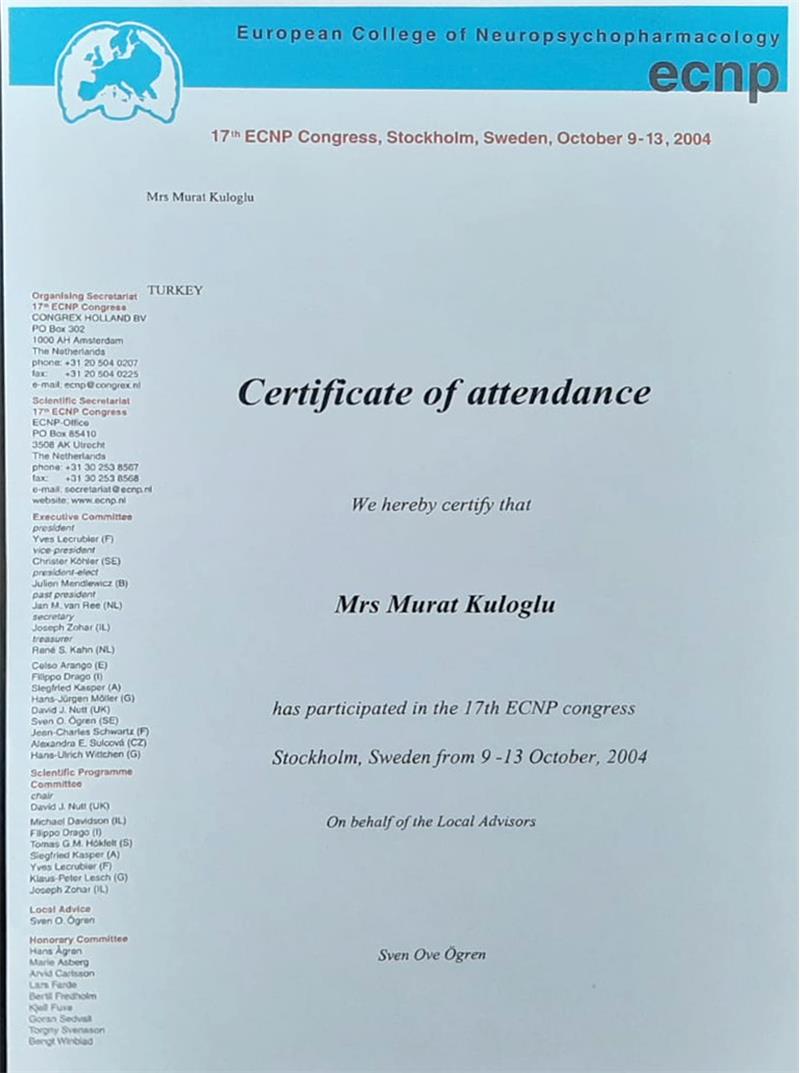 European College of Neuropsychopharmacology
ecnp
17th ECNP Congress, Stockholm, Sweden, October 9-13, 2004
Mrs Murat Kuloglu
TURKEY
Organising Secretariat
17th ECNP Congress
CONGREX HOLLAND BV
PO Box 302
1000 AH Amsterdam
The Netherlands
phone: +31 20 504 0207
fax: +31 20 504 0225
e-mail: ecnp@congrex.nl
Scientific Secretariat
17th ECNP Congress
ECNP-Office
PO Box 85410
3508 AK Utrecht
The Netherlands
phone: +31 30 253 8567
fax: +31 30 253 8568
e-mail: secretariat@ecnp.nl
website: www.ecnp.nl
Executive Committee
president
Yves Lecrubier (F)
vice-president
Christer Köhler (SE)
president-elect
Julien Mendlewicz (B)
past president
Jan M. van Ree (NL)
secretary
Joseph Zohar (IL)
treasurer
René S. Kahn (NL)
Celso Arango (E)
Filippo Drago (I)
Siegfried Kasper (A)
Hans-Jürgen Möller (G)
David J. Nutt (UK)
Sven O. Ögren (SE)
Jean-Charles Schwartz (F)
Alexandra E. Sulcová (CZ)
Hans-Ulrich Wittchen (G)
Scientific Programme
Committee
chair
David J. Nutt (UK)
Michael Davidson (IL)
Filippo Drago (I)
Tomas G.M. Hökfelt (S)
Siegfried Kasper (A)
Yves Lecrubier (F)
Klaus-Peter Lesch (G)
Joseph Zohar (IL)
Local Advice
Sven O. Ögren
Honorary Committee
Hans Ågren
Marie Åsberg
Arvid Carlsson
Lars Farde
Bertil Fredholm
Kjell Fuxe
Goran Sedvall
Torgny Svensson
Bengt Winblad
Certificate of attendance
We hereby certify that
Mrs Murat Kuloglu
has participated in the 17th ECNP congress
Stockholm, Sweden from 9 -13 October, 2004
On behalf of the Local Advisors
Sven Ove Ögren